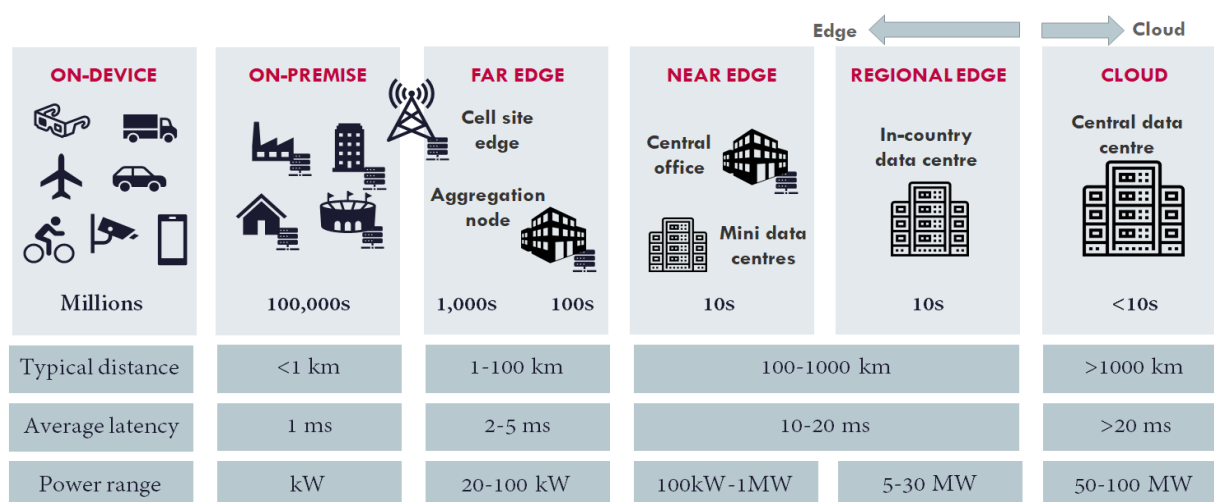 Edge
Cloud
ON-DEVICE
ON-PREMISE
FAR EDGE
NEAR EDGE
REGIONAL EDGE
CLOUD
Cell site
edge
Aggregation
node
Central
office
Mini data
centres
In-country
data centre
Central data
centre
Millions
100,000s
1,000s
100s
10s
10s
<10s
Typical distance
<1 km
1-100 km
100-1000 km
>1000 km
Average latency
1 ms
2-5 ms
10-20 ms
>20 ms
Power range
kW
20-100 kW
100kW-1MW
5-30 MW
50-100 MW